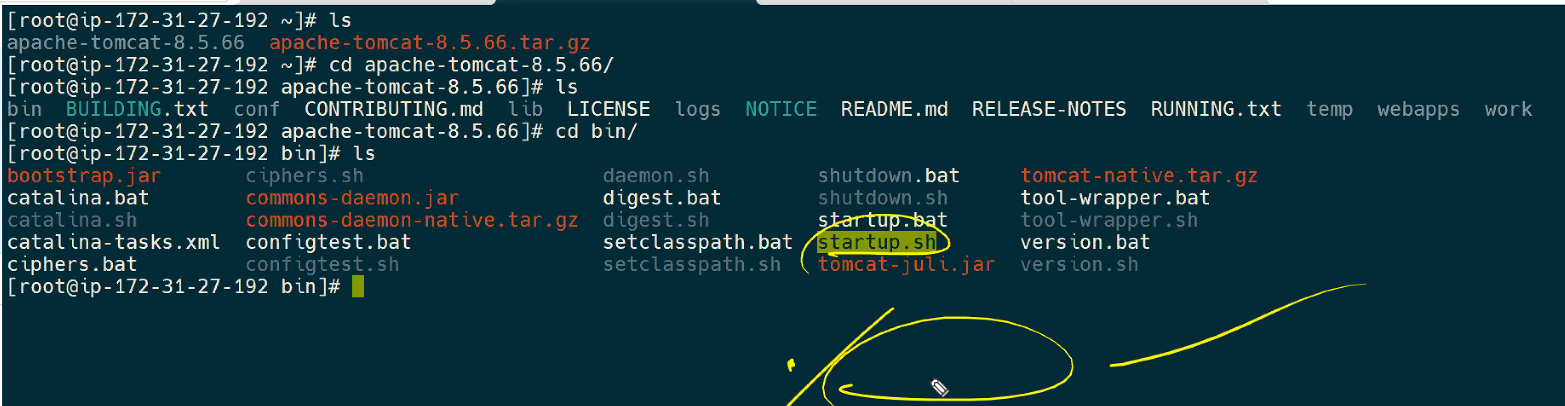 [root@ip-172-31-27-192 ~]# ls
apache-tomcat-8.5.66  apache-tomcat-8.5.66.tar.gz
[root@ip-172-31-27-192 ~]# cd apache-tomcat-8.5.66/
[root@ip-172-31-27-192 apache-tomcat-8.5.66]# ls
bin  BUILDING.txt  conf  CONTRIBUTING.md  lib  LICENSE  logs  NOTICE  README.md  RELEASE-NOTES  RUNNING.txt  temp  webapps  work
[root@ip-172-31-27-192 apache-tomcat-8.5.66]# cd bin/
[root@ip-172-31-27-192 bin]# ls
bootstrap.jar       ciphers.sh                    daemon.sh         shutdown.bat     tomcat-native.tar.gz
catalina.bat        commons-daemon.jar            digest.bat        shutdown.sh      tool-wrapper.bat
catalina.sh         commons-daemon-native.tar.gz  digest.sh         startup.bat      tool-wrapper.sh
catalina-tasks.xml  configtest.bat                setclasspath.bat  startup.sh       version.bat
ciphers.bat         configtest.sh                 setclasspath.sh   tomcat-juli.jar  version.sh
[root@ip-172-31-27-192 bin]#